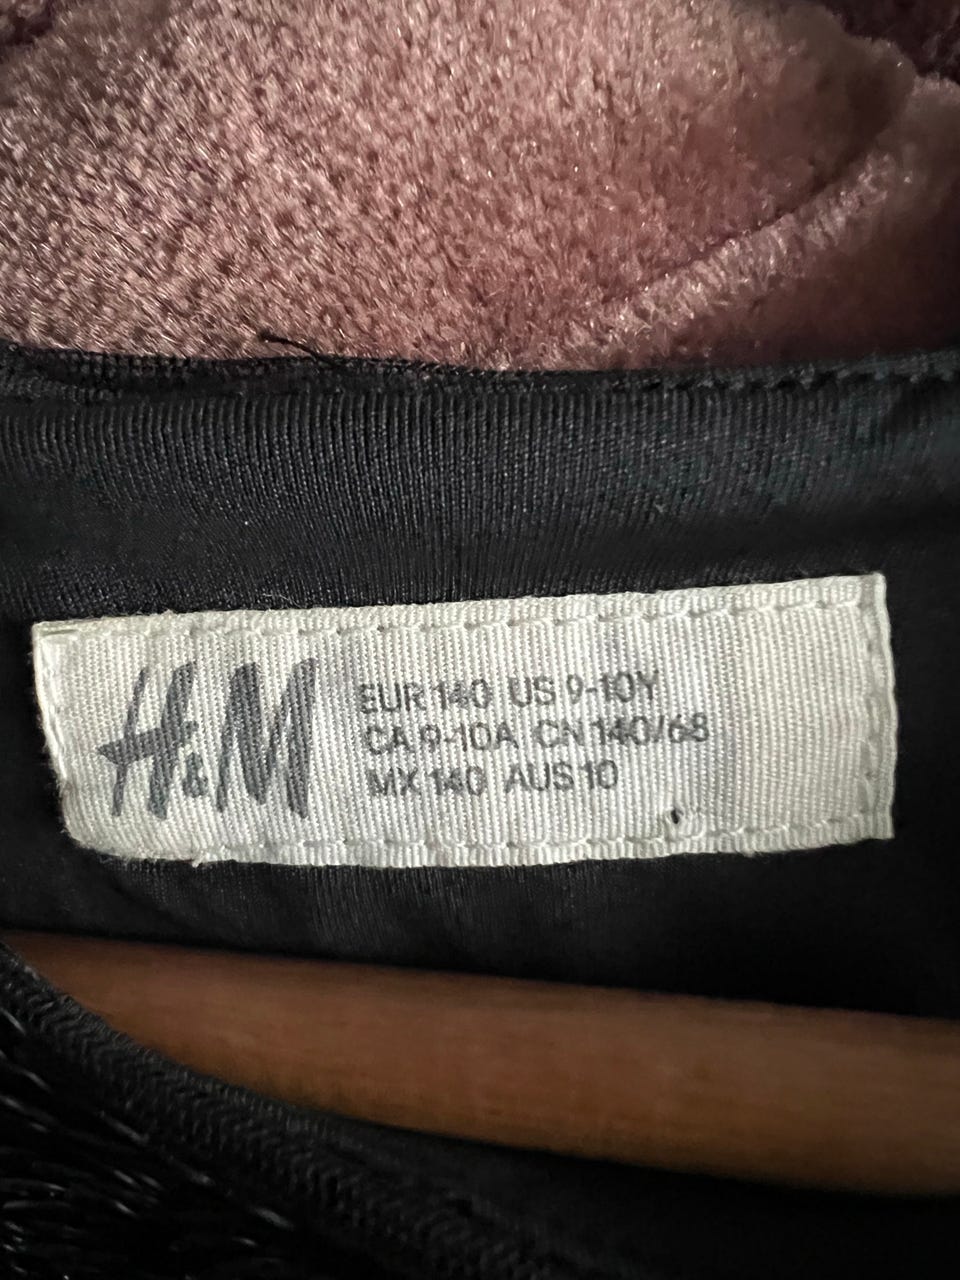 H&M
EUR 140 US 9-10Y
CA 9-10A CN 140/68
MX 140 AUS 10